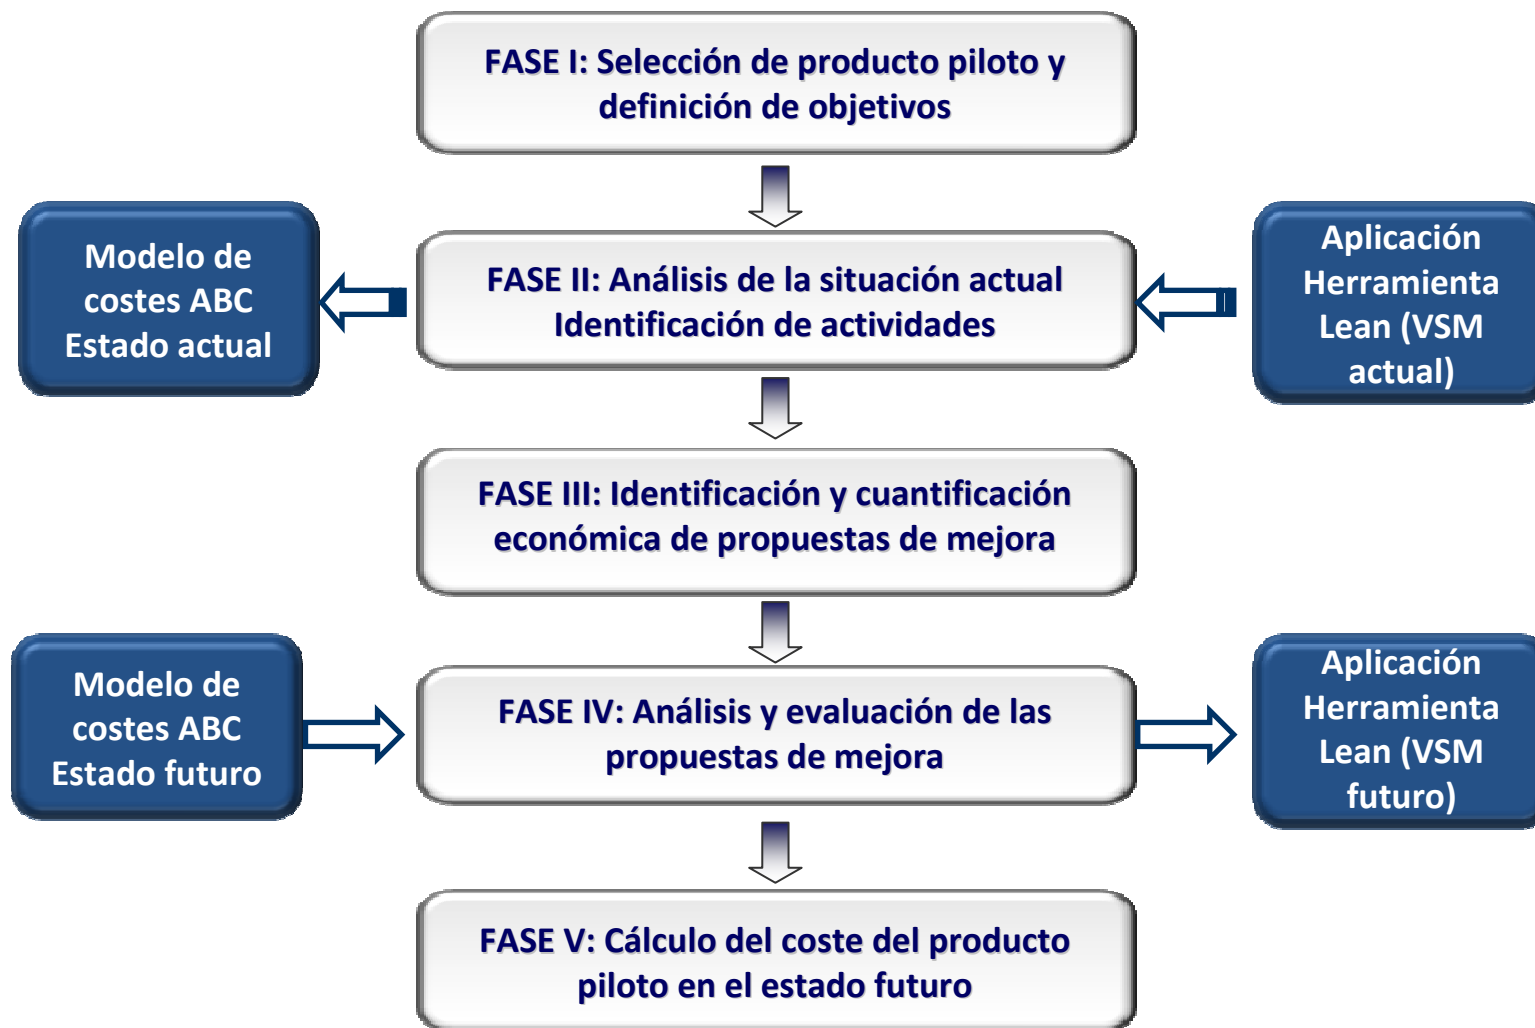 FASE I: Selección de producto piloto y
definición de objetivos
Modelo de
costes ABC
Estado actual
FASE II: Análisis de la situación actual
Identificación de actividades
Aplicación
Herramienta
Lean (VSM
actual)
FASE III: Identificación y cuantificación
económica de propuestas de mejora
Modelo de
costes ABC
Estado futuro
FASE IV: Análisis y evaluación de las
propuestas de mejora
Aplicación
Herramienta
Lean (VSM
futuro)
FASE V: Cálculo del coste del producto
piloto en el estado futuro